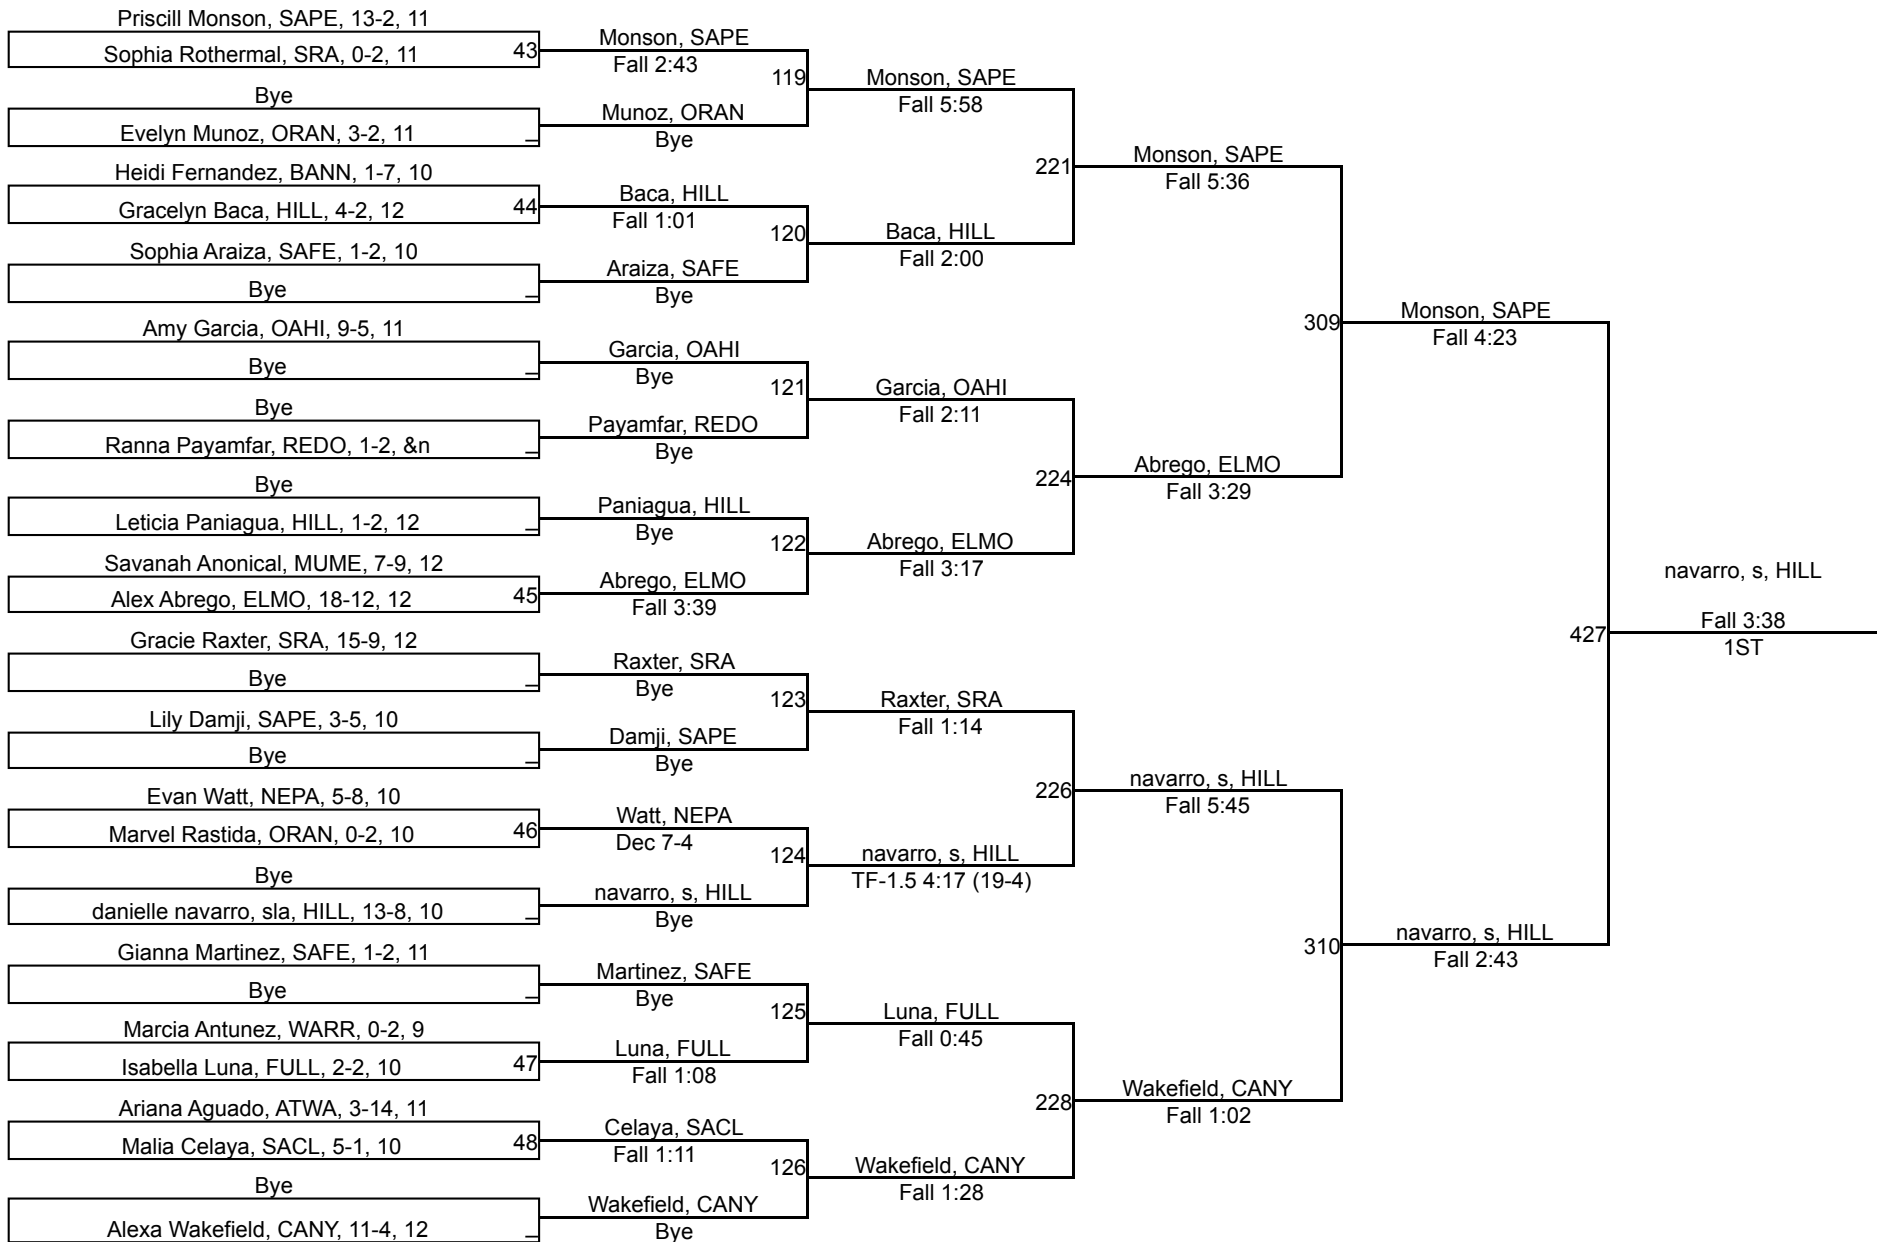 Priscill Monson, SAPE, 13-2, 11
Sophia Rothermal, SRA, 0-2, 11
43
Bye
Evelyn Munoz, ORAN, 3-2, 11
_
Heidi Fernandez, BANN, 1-7, 10
Gracelyn Baca, HILL, 4-2, 12
44
Sophia Araiza, SAFE, 1-2, 10
Bye
_
Amy Garcia, OAHI, 9-5, 11
Bye
_
Bye
Ranna Payamfar, REDO, 1-2, &n
_
Bye
Leticia Paniagua, HILL, 1-2, 12
_
Savanah Anonical, MUME, 7-9, 12
Alex Abrego, ELMO, 18-12, 12
45
Gracie Raxter, SRA, 15-9, 12
Bye
_
Lily Damji, SAPE, 3-5, 10
Bye
_
Evan Watt, NEPA, 5-8, 10
Marvel Rastida, ORAN, 0-2, 10
46
Bye
danielle navarro, sla, HILL, 13-8, 10
_
Gianna Martinez, SAFE, 1-2, 11
Bye
_
Marcia Antunez, WARR, 0-2, 9
Isabella Luna, FULL, 2-2, 10
47
Ariana Aguado, ATWA, 3-14, 11
Malia Celaya, SACL, 5-1, 10
48
Bye
Alexa Wakefield, CANY, 11-4, 12
_
Monson, SAPE
Fall 2:43
119
Munoz, ORAN
Bye
Baca, HILL
Fall 1:01
120
Araiza, SAFE
Bye
Garcia, OAHI
Bye
121
Payamfar, REDO
Bye
Paniagua, HILL
Bye
122
Abrego, ELMO
Fall 3:39
Raxter, SRA
Bye
123
Damji, SAPE
Bye
Watt, NEPA
Dec 7-4
124
navarro, s, HILL
Bye
Martinez, SAFE
Bye
125
Luna, FULL
Fall 1:08
Celaya, SACL
Fall 1:11
126
Wakefield, CANY
Bye
Monson, SAPE
Fall 5:58
221
Baca, HILL
Fall 2:00
Garcia, OAHI
Fall 2:11
224
Abrego, ELMO
Fall 3:17
Raxter, SRA
Fall 1:14
226
navarro, s, HILL
TF-1.5 4:17 (19-4)
Luna, FULL
Fall 0:45
228
Wakefield, CANY
Fall 1:28
Monson, SAPE
Fall 5:36
309
Abrego, ELMO
Fall 3:29
navarro, s, HILL
Fall 5:45
310
Wakefield, CANY
Fall 1:02
Monson, SAPE
Fall 4:23
427
navarro, s, HILL
Fall 2:43
navarro, s, HILL
Fall 3:38
1ST